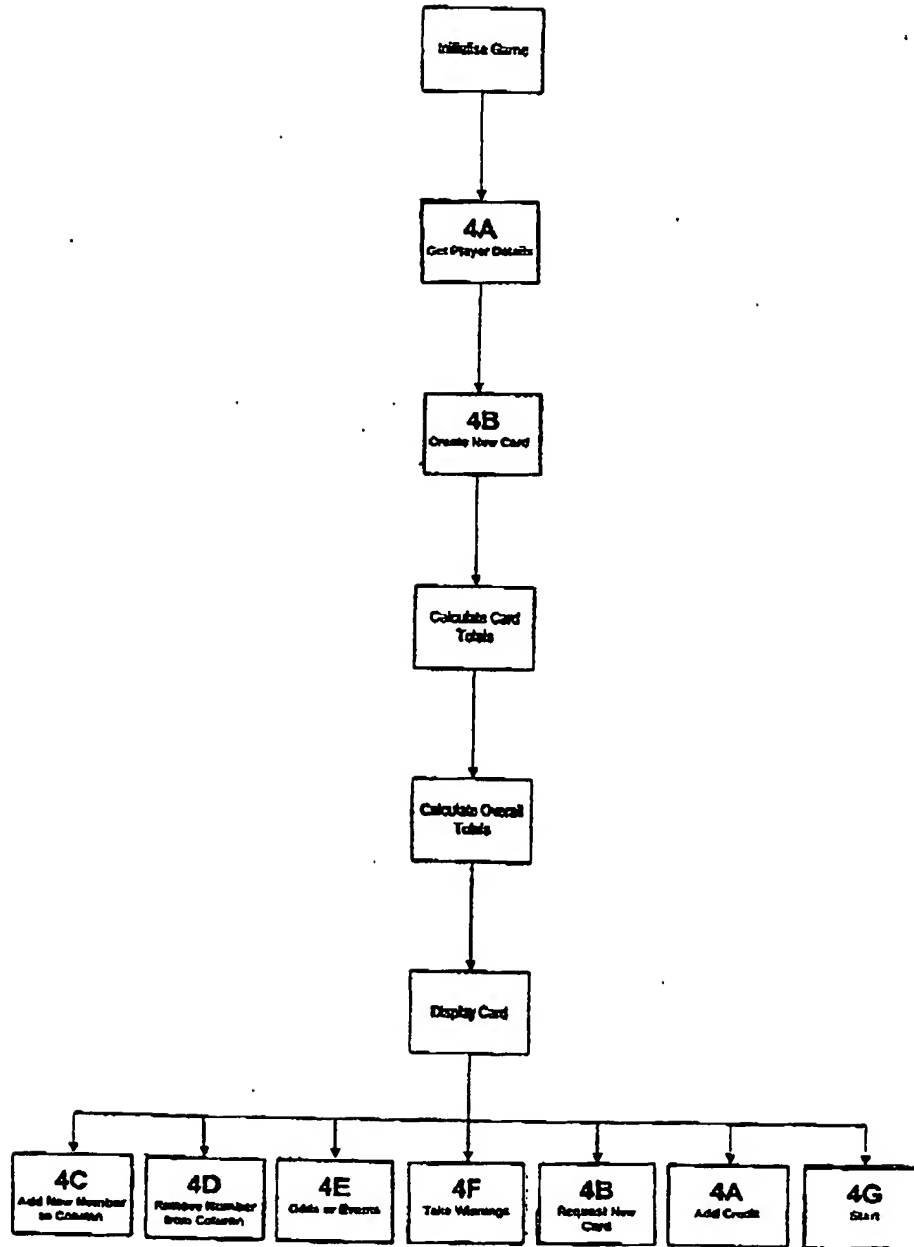 Initialise Game
4A
Get Player Details
4B
Create New Card
Calculate Card
Totals
Calculate Overall
Totals
Display Card
4C
Add New Number
to Column
4D
Remove Number
from Column
4E
Odds or Evens
4F
Take Winnings
4B
Request New
Card
4A
Add Credit
4G
Start